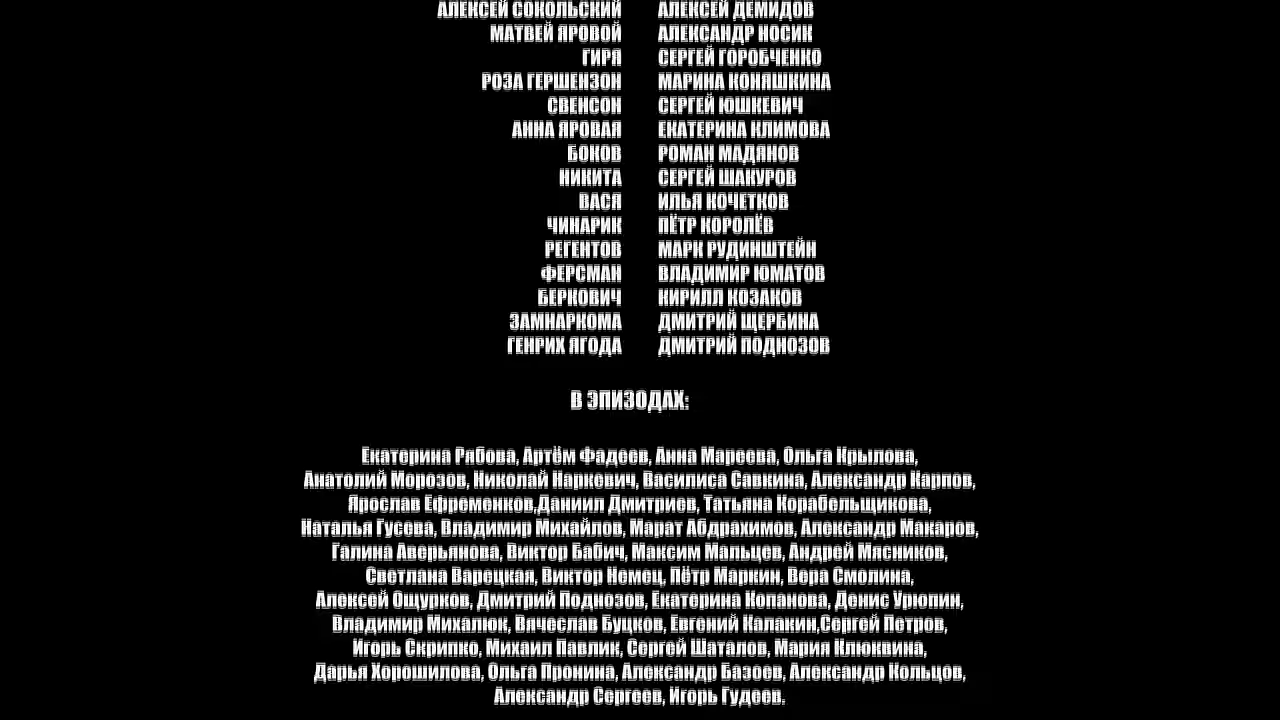 АЛЕКСЕЙ СОКОЛЬСКИЙ АЛЕКСЕЙ ДЕМИДОВ
МАТВЕЙ ЯРОВОЙ АЛЕКСАНДР НОСИК
ГИРЯ СЕРГЕЙ ГОРОБЧЕНКО
РОЗА ГЕРШЕНЗОН МАРИНА КОНЯШКИНА
СВЕНСОН СЕРГЕЙ ЮШКЕВИЧ
АННА ЯРОВАЯ ЕКАТЕРИНА КЛИМОВА
БОКОВ РОМАН МАДЯНОВ
НИКИТА СЕРГЕЙ ШАКУРОВ
ВАСЯ ИЛЬЯ КОЧЕТКОВ
ЧИНАРИК ПЁТР КОРОЛЁВ
РЕГЕНТОВ МАРК РУДИНШТЕЙН
ФЕРСМАН ВЛАДИМИР ЮМАТОВ
БЕРКОВИЧ КИРИЛЛ КОЗАКОВ
ЗАМНАРКОМА ДМИТРИЙ ЩЕРБИНА
ГЕНРИХ ЯГОДА ДМИТРИЙ ПОДНОЗОВ
В ЭПИЗОДАХ:
Екатерина Рябова, Артём Фадеев, Анна Мареева, Ольга Крылова,
Анатолий Морозов, Николай Наркевич, Василиса Савкина, Александр Карпов,
Ярослав Ефременков,Даниил Дмитриев, Татьяна Корабельщикова,
Наталья Гусева, Владимир Михайлов, Марат Абдрахимов, Александр Макаров,
Галина Аверьянова, Виктор Бабич, Максим Мальцев, Андрей Мясников,
Светлана Варецкая, Виктор Немец, Пётр Маркин, Вера Смолина,
Алексей Ощурков, Дмитрий Поднозов, Екатерина Копанова, Денис Урюпин,
Владимир Михалюк, Вячеслав Буцков, Евгений Калакин,Сергей Петров,
Игорь Скрипко, Михаил Павлик, Сергей Шаталов, Мария Клюквина,
Дарья Хорошилова, Ольга Пронина, Александр Базоев, Александр Кольцов,
Александр Сергеев, Игорь Гудеев.